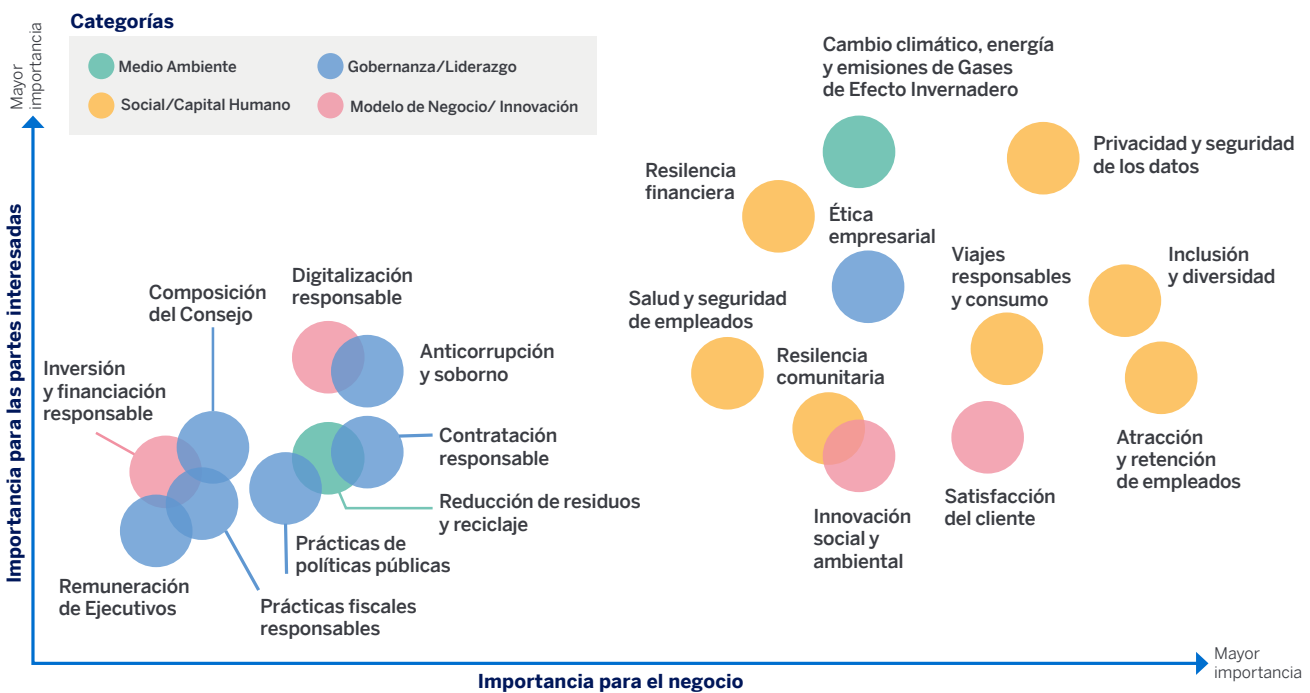 Categorías
Medio Ambiente
Gobernanza/Liderazgo
Social/Capital Humano
Modelo de Negocio/ Innovación
Mayor
importancia
Importancia para las partes interesadas
Cambio climático, energía
y emisiones de Gases
de Efecto Invernadero
Privacidad y seguridad
de los datos
Resilencia
financiera
Ética
empresarial
Viajes
responsables
y consumo
Inclusión
y diversidad
Digitalización
responsable
Composición
del Consejo
Salud y seguridad
de empleados
Anticorrupción
y soborno
Resilencia
comunitaria
Inversión
y financiación
responsable
Contratación
responsable
Atracción
y retención
de empleados
Reducción de residuos
y reciclaje
Satisfacción
del cliente
Innovación
social y
ambiental
Prácticas de
políticas públicas
Remuneración
de Ejecutivos
Prácticas fiscales
responsables
Importancia para el negocio
Mayor
importancia